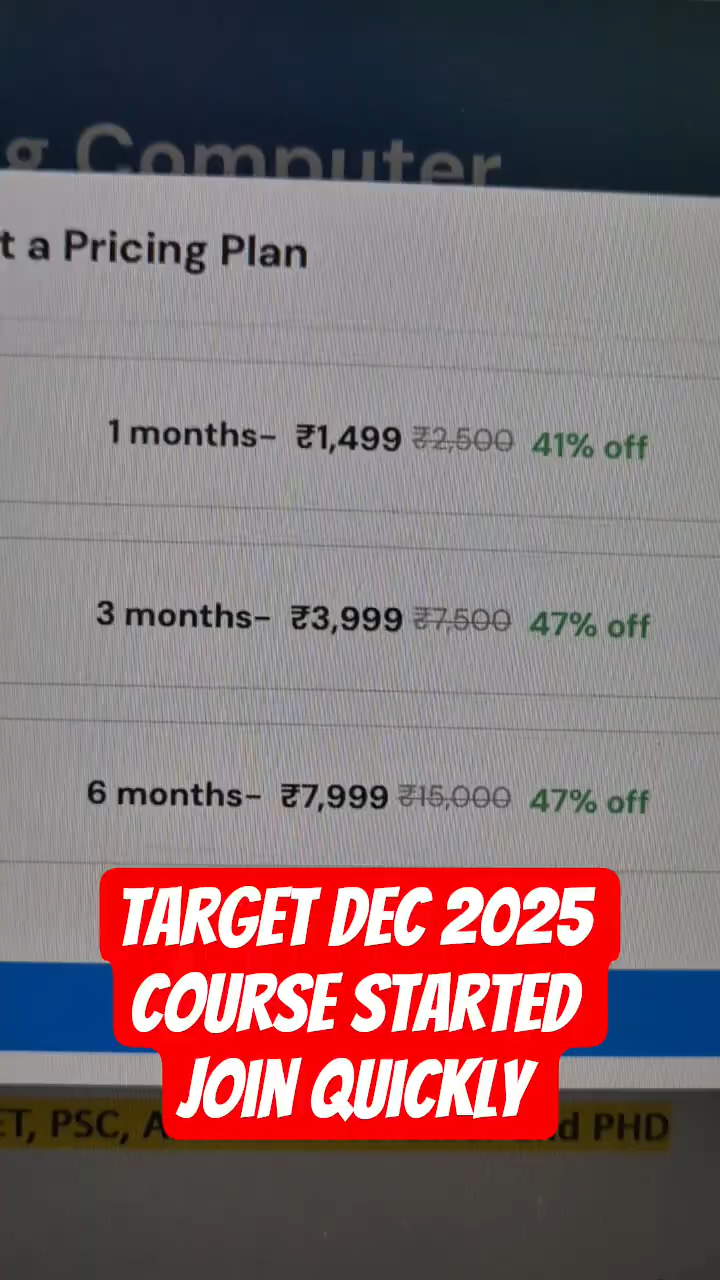 g Computer
t a Pricing Plan
1 months- ₹1,499 ₹2,500 41% off
3 months- ₹3,999 ₹7,500 47% off
6 months- ₹7,999 ₹15,000 47% off
TARGET DEC 2025
COURSE STARTED
JOIN QUICKLY
ET, PSC, A d PHD